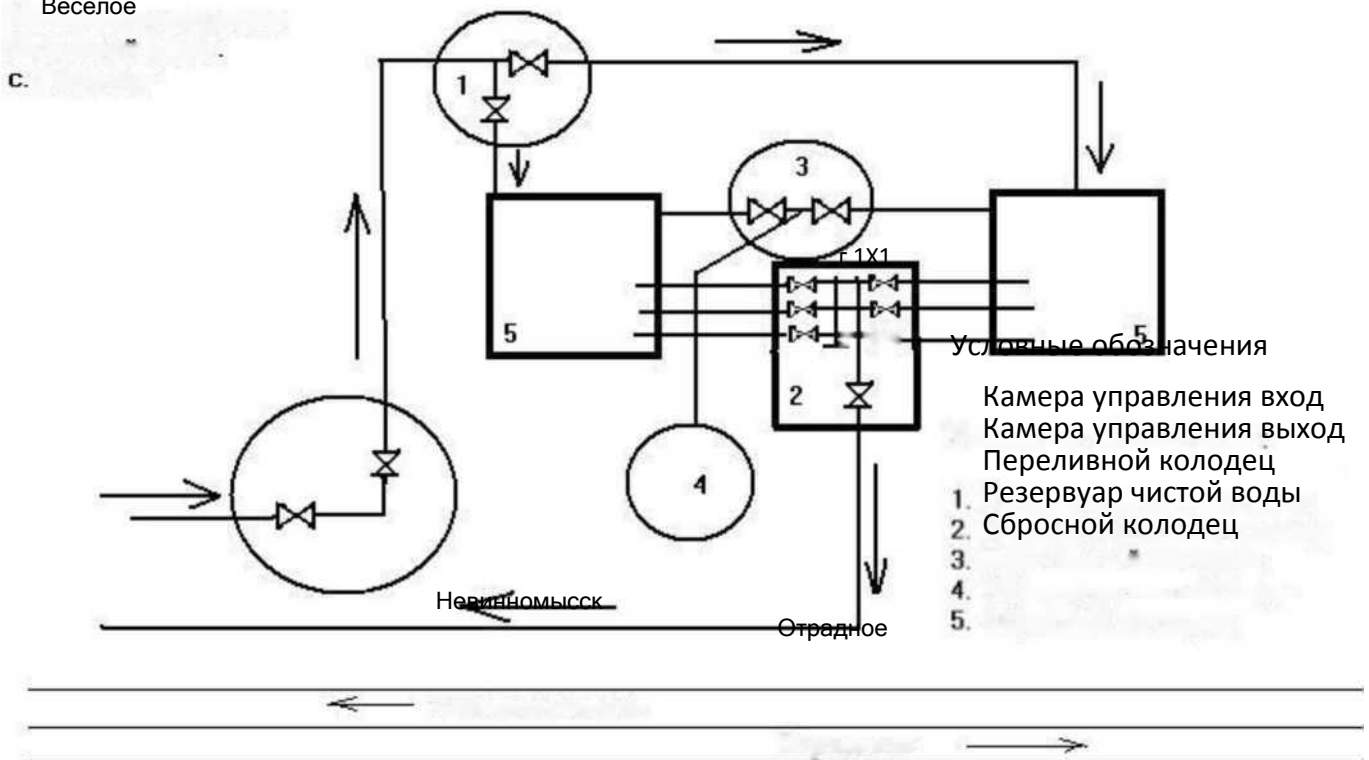 Веселое
с.
1
3
г 1Х1
5
5
2
4
Условные обозначения
Камера управления вход
Камера управления выход
Переливной колодец
1. Резервуар чистой воды
2. Сбросной колодец
3.
4.
5.
Невинномысск
Отрадное